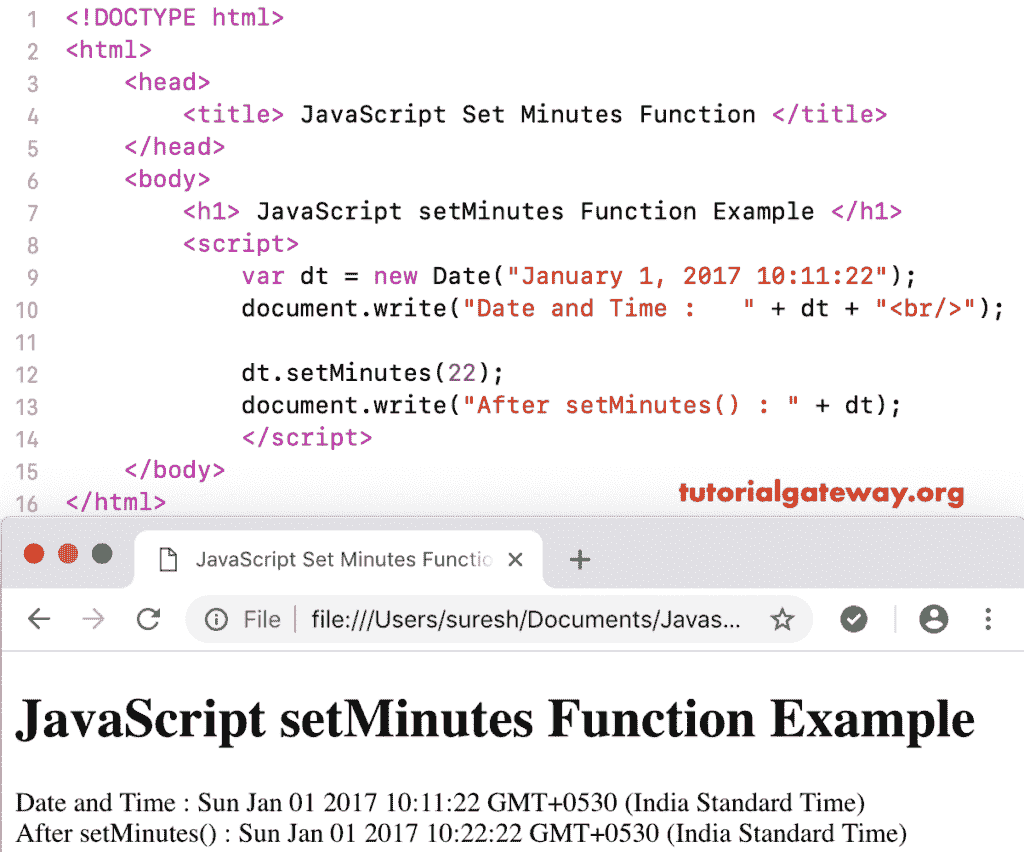 1 <!DOCTYPE html>
2 <html>
3 <head>
4 <title> JavaScript Set Minutes Function </title>
5 </head>
6 <body>
7 <h1> JavaScript setMinutes Function Example </h1>
8 <script>
9 var dt = new Date("January 1, 2017 10:11:22");
10 document.write("Date and Time :   " + dt + "<br/>");
11
12 dt.setMinutes(22);
13 document.write("After setMinutes() : " + dt);
14 </script>
15 </body>
16 </html>
tutorialgateway.org
JavaScript Set Minutes Functio
File file:///Users/suresh/Documents/Javas...
JavaScript setMinutes Function Example
Date and Time : Sun Jan 01 2017 10:11:22 GMT+0530 (India Standard Time)
After setMinutes() : Sun Jan 01 2017 10:22:22 GMT+0530 (India Standard Time)